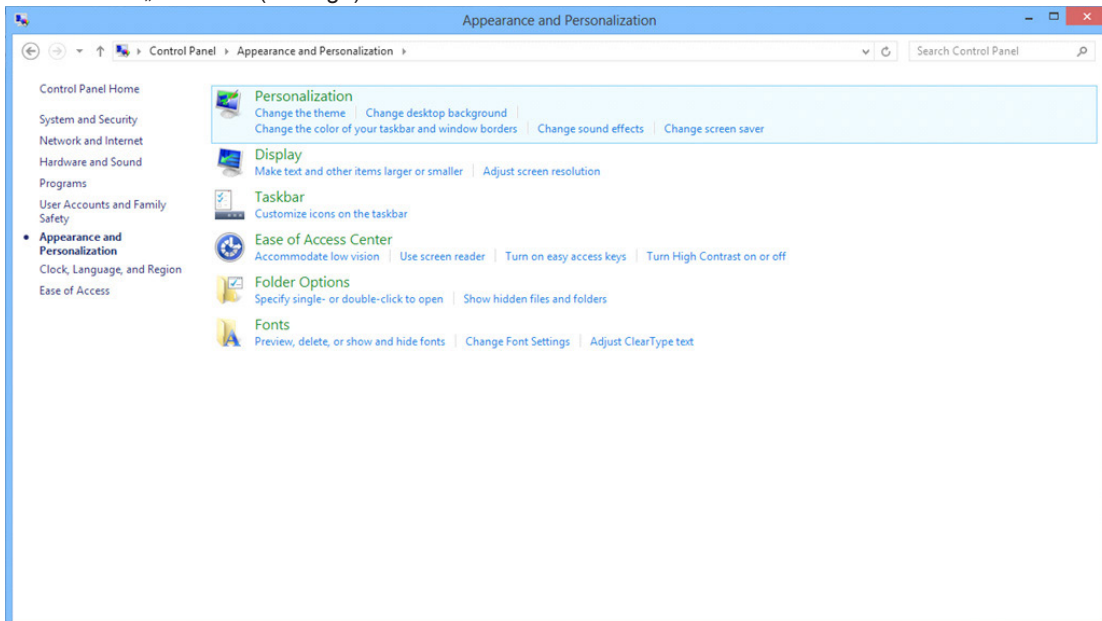 Appearance and Personalization
Control Panel Appearance and Personalization
Search Control Panel
Control Panel Home
System and Security
Network and Internet
Hardware and Sound
Programs
User Accounts and Family
Safety
Appearance and
Personalization
Clock, Language, and Region
Ease of Access
Personalization
Change the theme Change desktop background
Change the color of your taskbar and window borders Change sound effects Change screen saver
Display
Make text and other items larger or smaller Adjust screen resolution
Taskbar
Customize icons on the taskbar
Ease of Access Center
Accommodate low vision Use screen reader Turn on easy access keys Turn High Contrast on or off
Folder Options
Specify single- or double-click to open Show hidden files and folders
Fonts
Preview, delete, or show and hide fonts Change Font Settings Adjust ClearType text